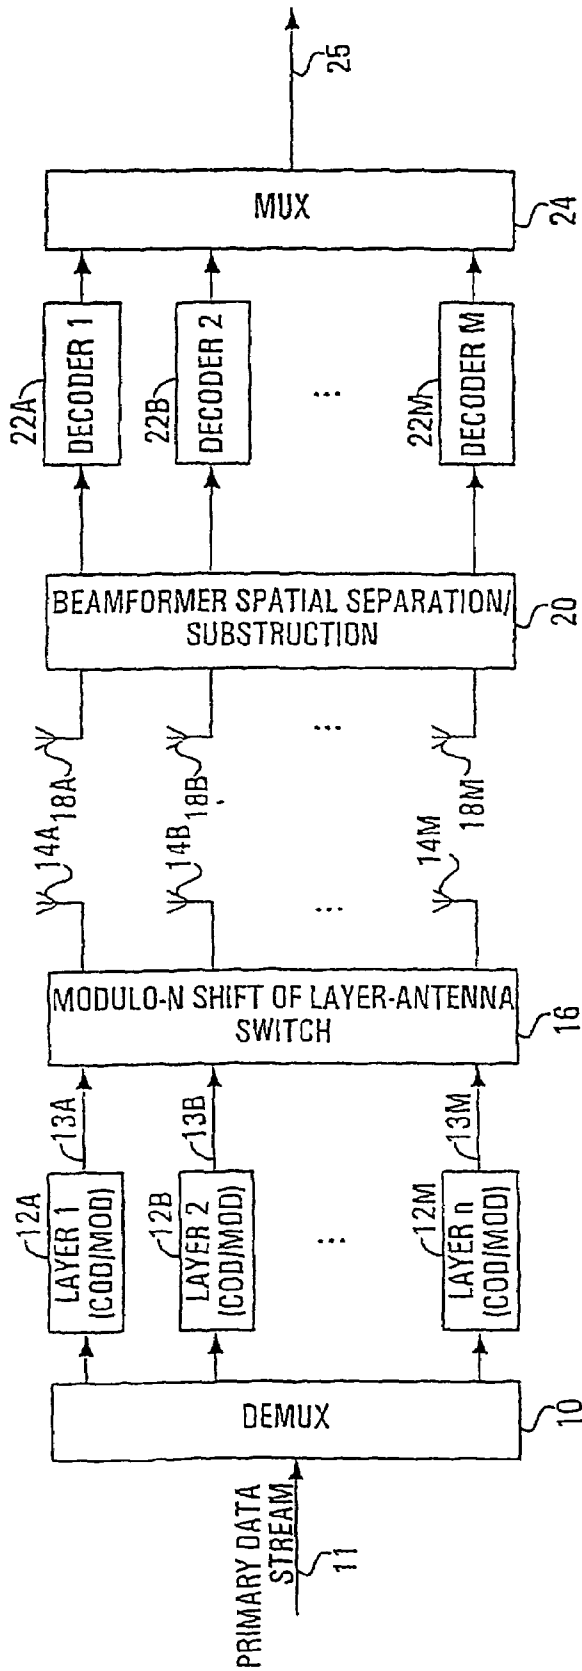 PRIMARY DATA
STREAM
11
DEMUX
10
12A
LAYER 1
(COD/MOD)
13A
12B
LAYER 2
(COD/MOD)
13B
...
12M
LAYER n
(COD/MOD)
13M
MODULO-N SHIFT OF LAYER-ANTENNA
SWITCH
16
14A
14B
...
14M
18A
18B
...
18M
BEAMFORMER SPATIAL SEPARATION/
SUBSTRUCTION
20
22A
DECODER 1
22B
DECODER 2
...
22M
DECODER M
MUX
24
25